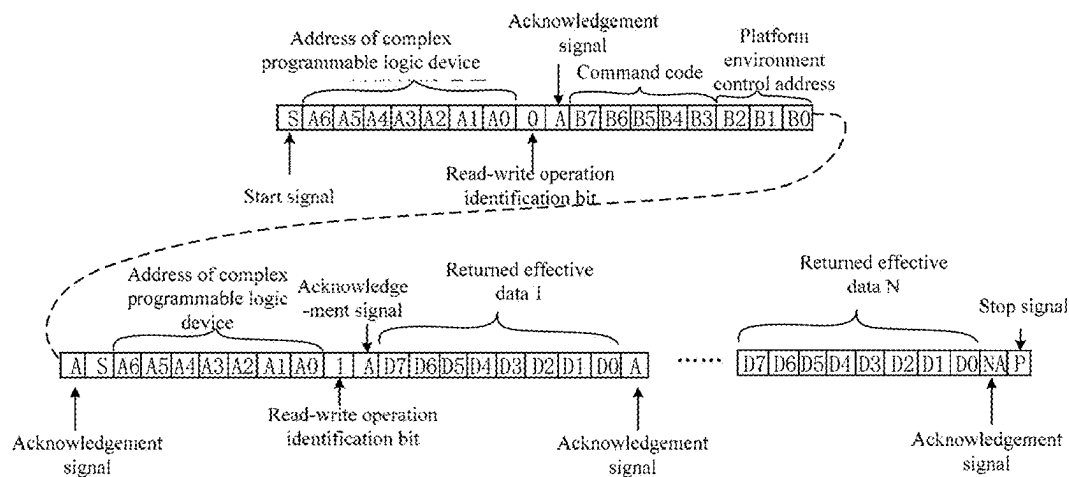 Address of complex
programmable logic device
Acknowledgement
signal
Command code
Platform
environment
control address
S A6 A5 A4 A3 A2 A1 A0 0 A B7 B6 B5 B4 B3 B2 B1 B0
Start signal
Read-write operation
identification bit
Address of complex
programmable logic
device
Acknowledge
-ment signal
Returned effective
data 1
Returned effective
data N
Stop signal
A S A6 A5 A4 A3 A2 A1 A0 1 A D7 D6 D5 D4 D3 D2 D1 D0 A ...... D7 D6 D5 D4 D3 D2 D1 D0 NA P
Acknowledgement
signal
Read-write operation
identification bit
Acknowledgement
signal
Acknowledgement
signal